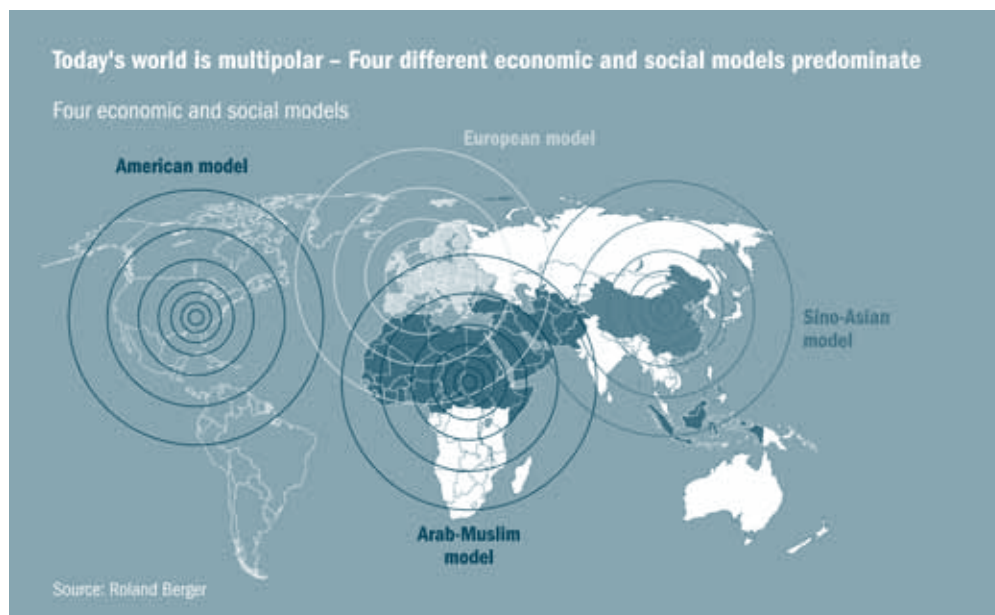 Today's world is multipolar – Four different economic and social models predominate
Four economic and social models
European model
American model
Sino-Asian
model
Arab-Muslim
model
Source: Roland Berger